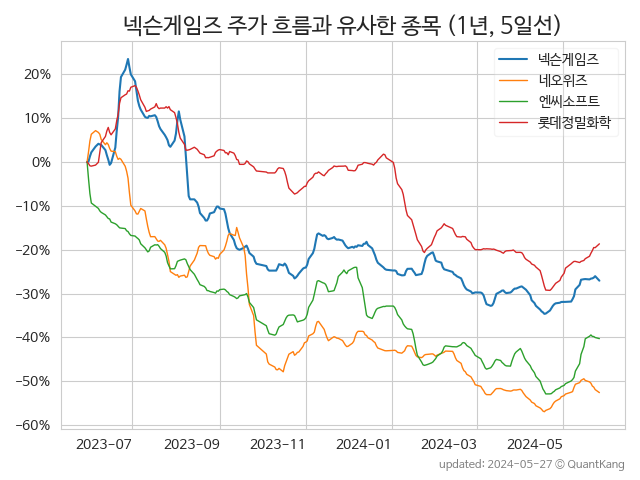 넥슨게임즈 주가 흐름과 유사한 종목 (1년, 5일선)
넥슨게임즈
네오위즈
엔씨소프트
롯데정밀화학
20%
10%
0%
−10%
−20%
−30%
−40%
−50%
−60%
2023-07
2023-09
2023-11
2024-01
2024-03
2024-05
updated: 2024-05-27 © QuantKang